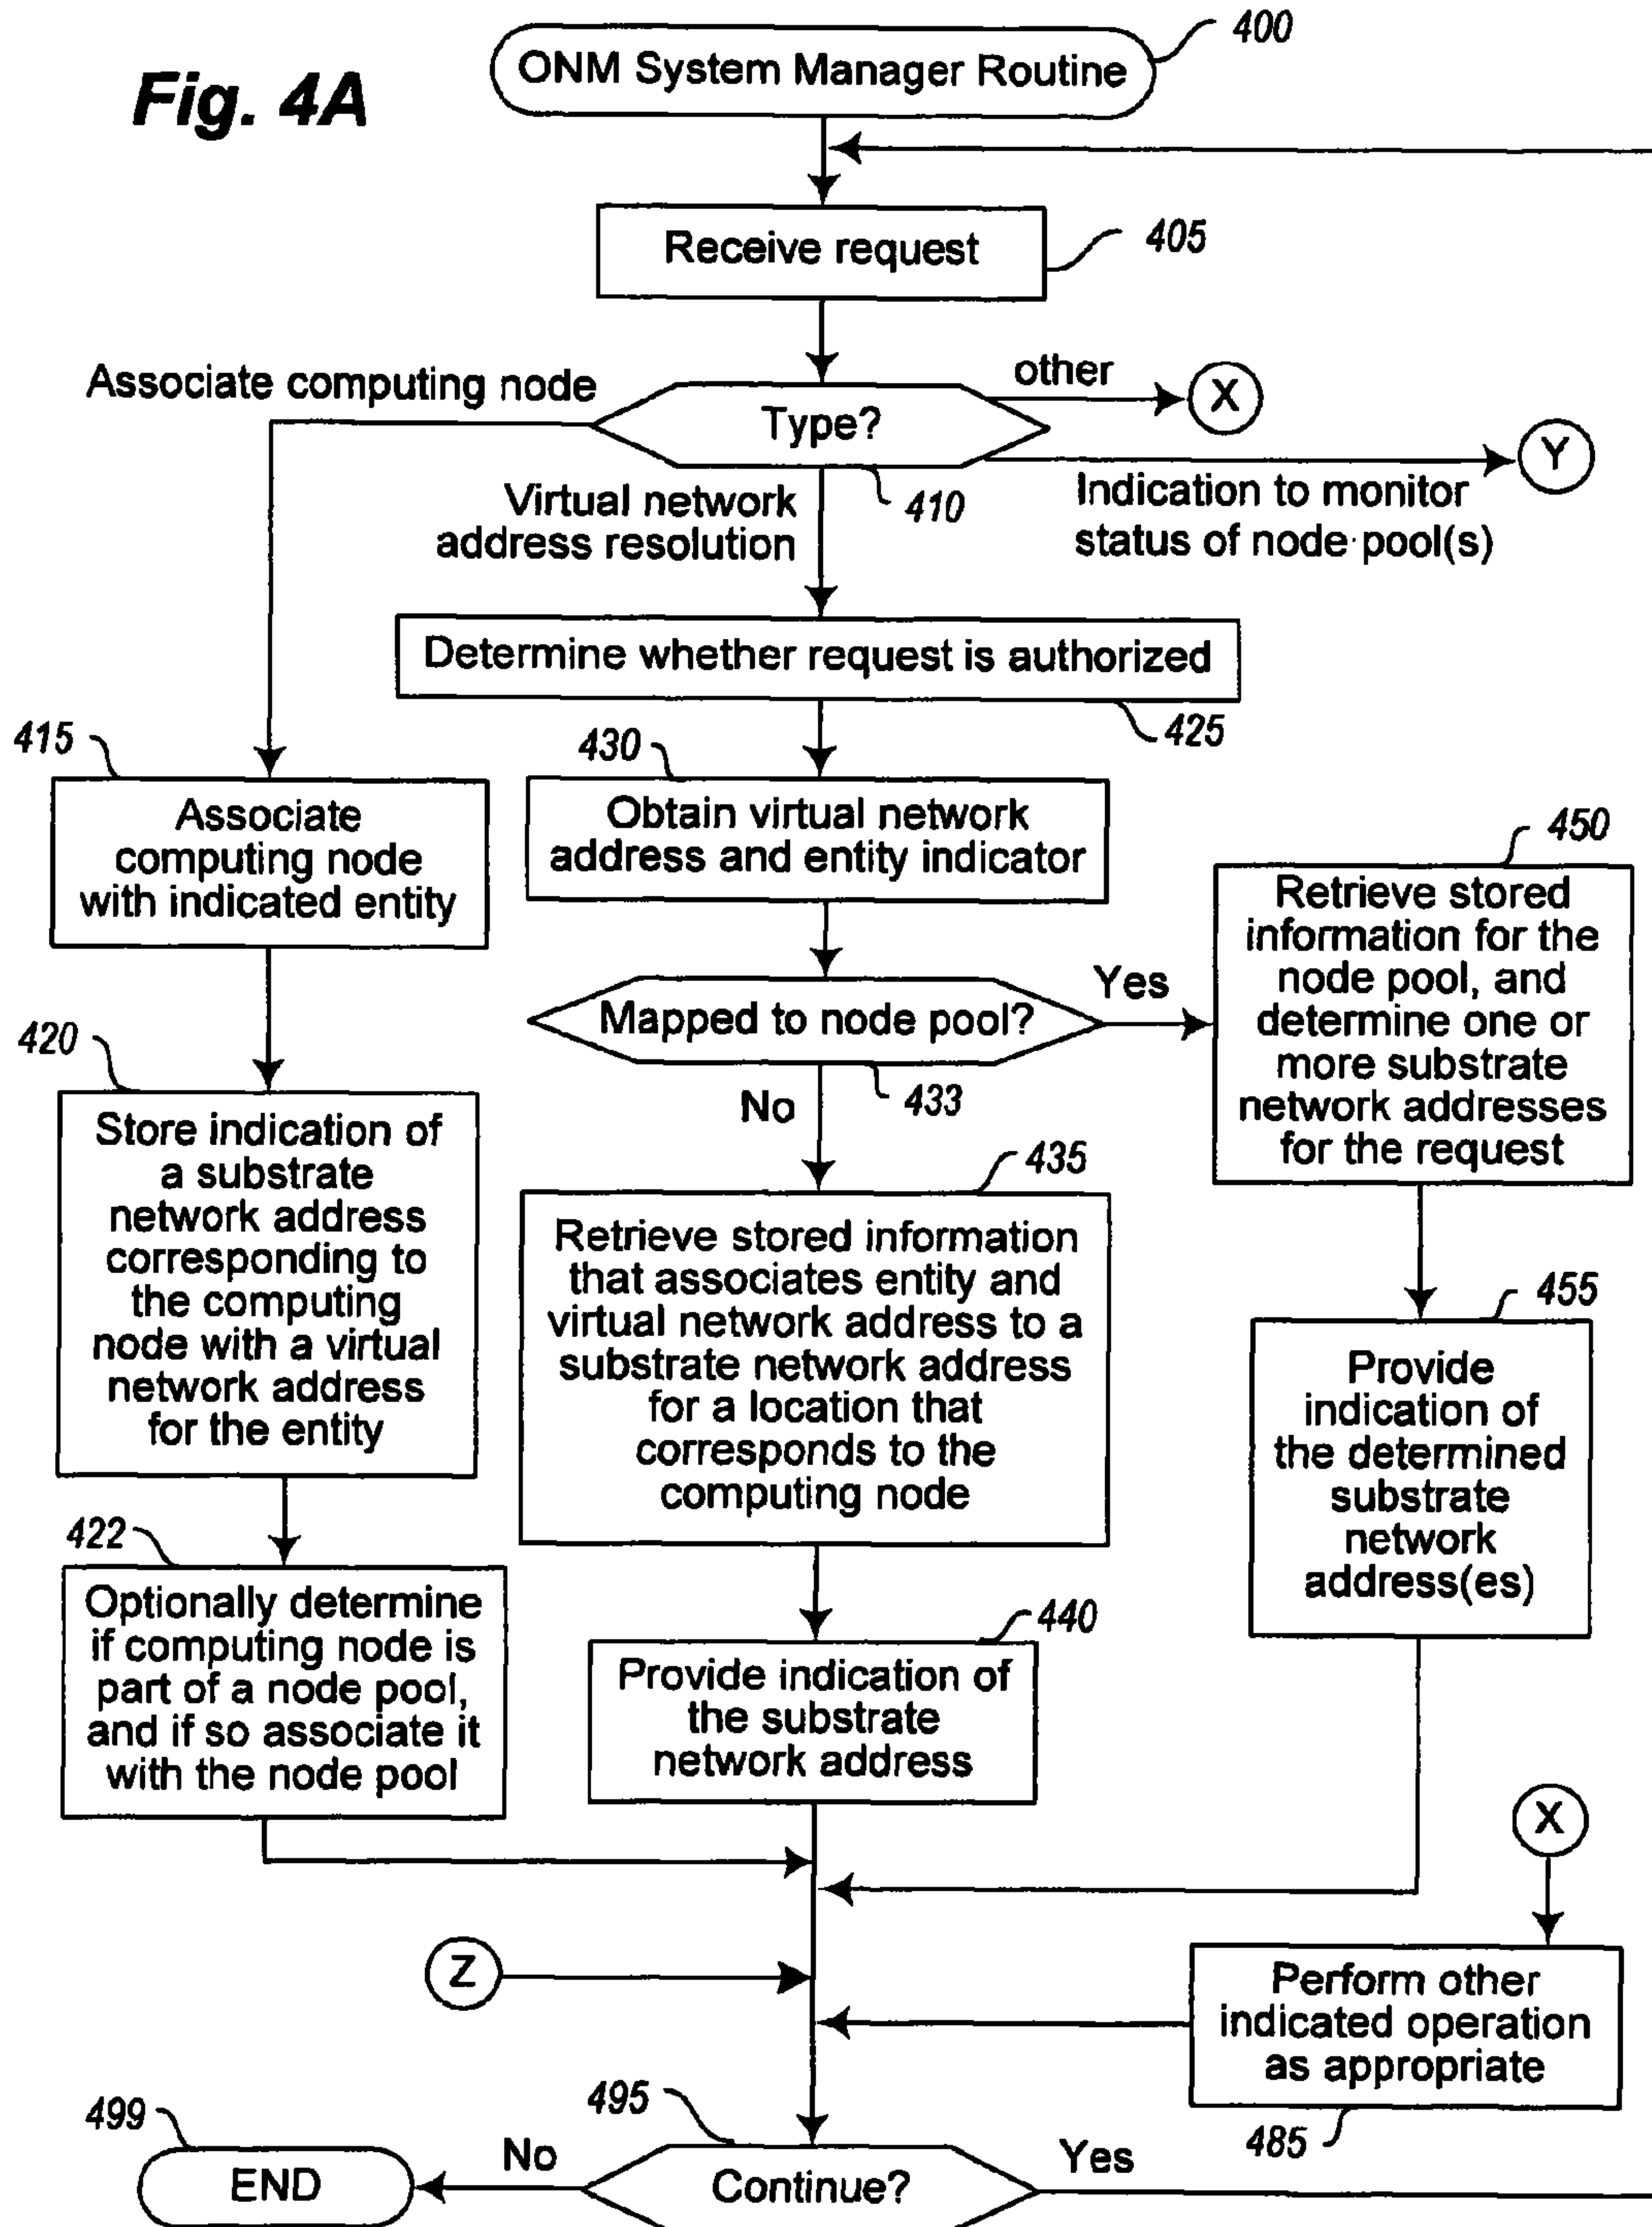 Fig. 4A
ONM System Manager Routine
400
Receive request
405
Associate computing node
Type?
410
other
X
Y
Indication to monitor
status of node pool(s)
Virtual network
address resolution
Determine whether request is authorized
425
415
Associate
computing node
with indicated entity
430
Obtain virtual network
address and entity indicator
Mapped to node pool?
433
Yes
No
450
Retrieve stored
information for the
node pool, and
determine one or
more substrate
network addresses
for the request
420
Store indication of
a substrate
network address
corresponding to
the computing
node with a virtual
network address
for the entity
435
Retrieve stored information
that associates entity and
virtual network address to a
substrate network address
for a location that
corresponds to the
computing node
455
Provide
indication of
the determined
substrate
network
address(es)
422
Optionally determine
if computing node is
part of a node pool,
and if so associate it
with the node pool
440
Provide indication of
the substrate
network address
X
Z
Perform other
indicated operation
as appropriate
485
495
Continue?
Yes
No
499
END